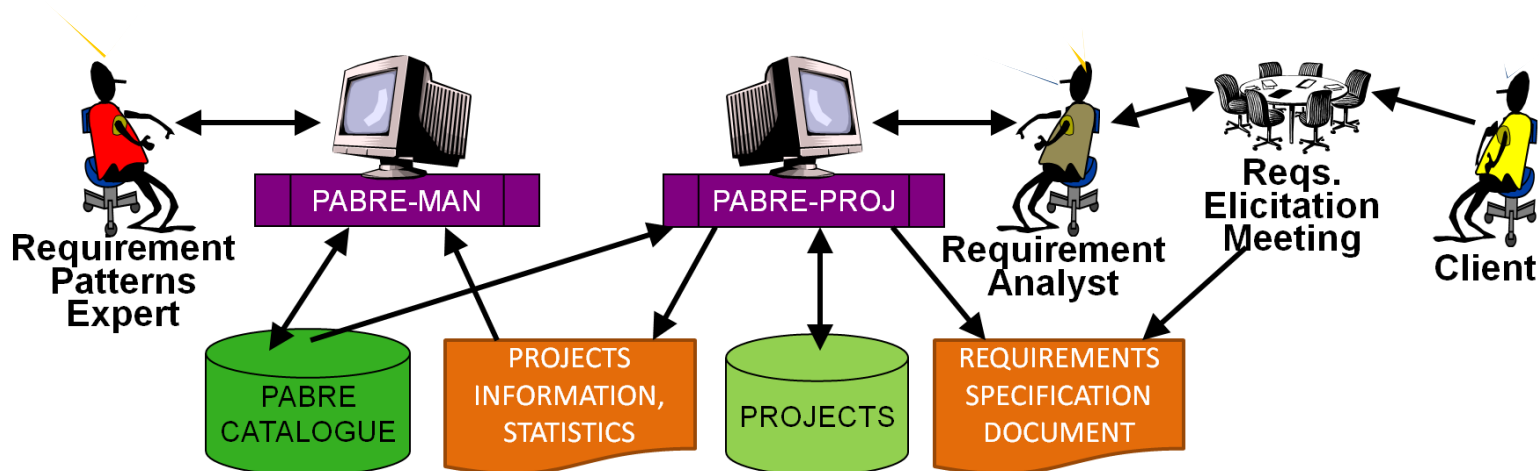 PABRE-MAN
PABRE-PROJ
Requirement
Patterns
Expert
Requirement
Analyst
Reqs.
Elicitation
Meeting
Client
PABRE
CATALOGUE
PROJECTS
INFORMATION,
STATISTICS
PROJECTS
REQUIREMENTS
SPECIFICATION
DOCUMENT